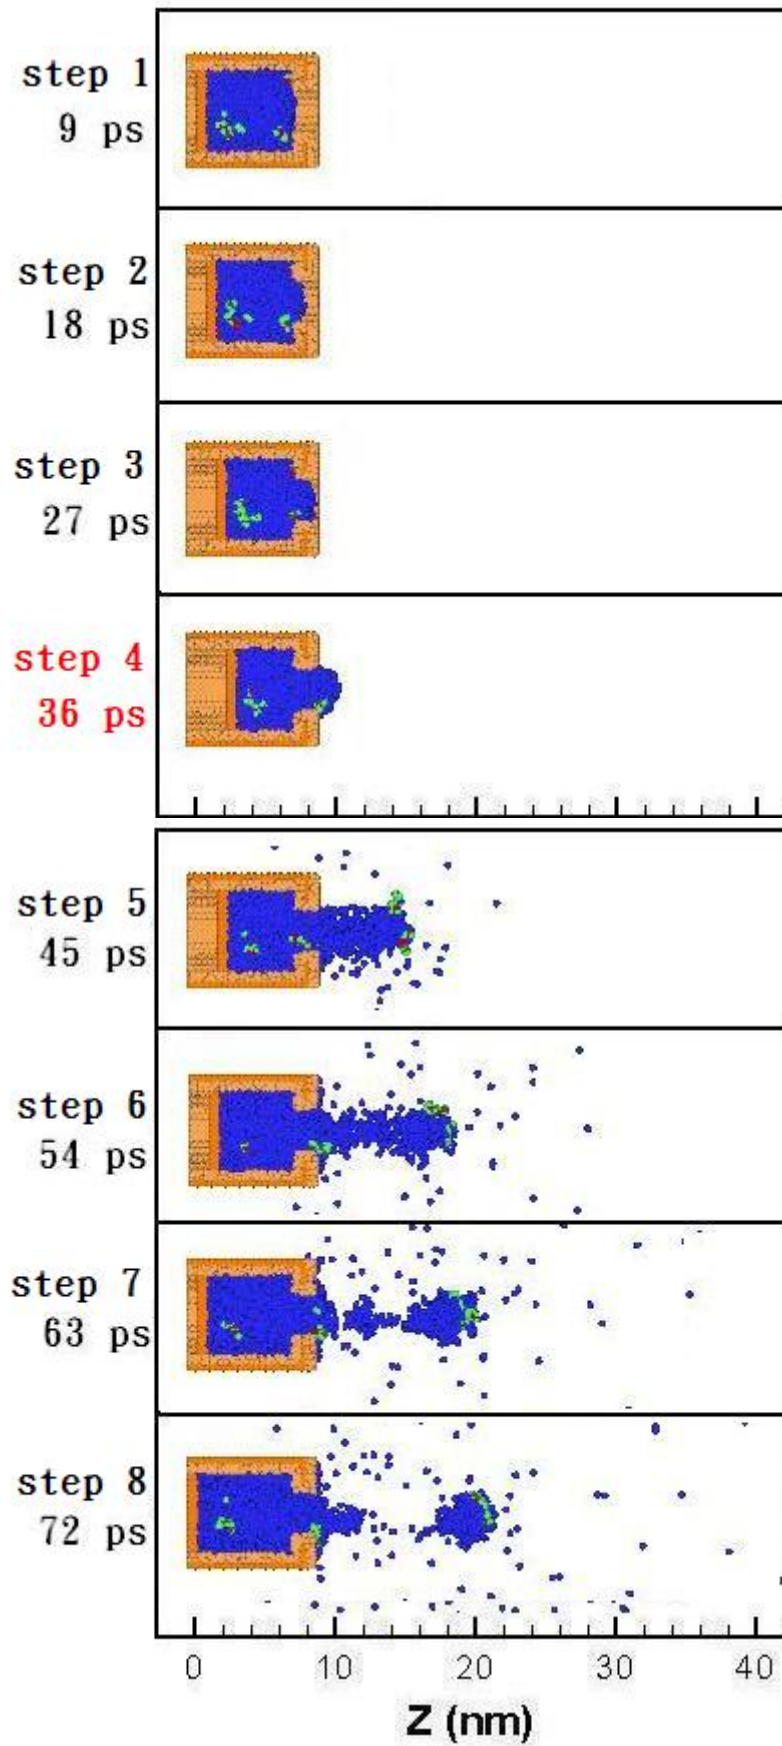 step 1
9 ps
step 2
18 ps
step 3
27 ps
step 4
36 ps
step 5
45 ps
step 6
54 ps
step 7
63 ps
step 8
72 ps
0 10 20 30 40
Z (nm)